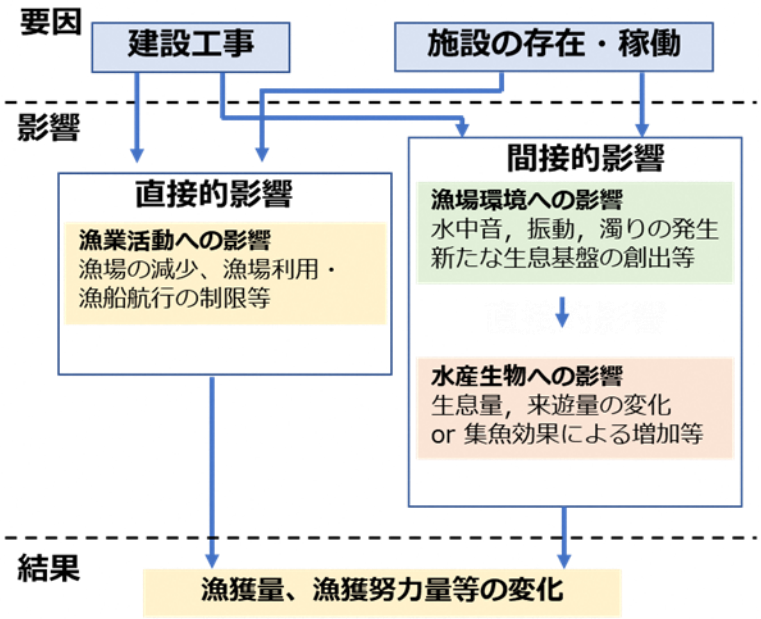 要因
建設工事
施設の存在・稼働
影響
直接的影響
漁業活動への影響
漁場の減少、漁場利用・
漁船航行の制限等
間接的影響
漁場環境への影響
水中音，振動，濁りの発生
新たな生息基盤の創出等
水産生物への影響
生息量，来遊量の変化
or 集魚効果による増加等
結果
漁獲量、漁獲努力量等の変化